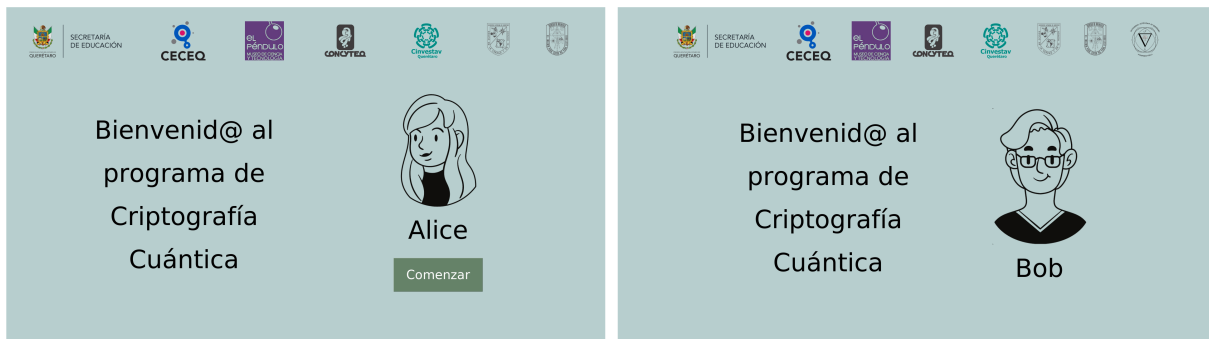 SECRETARÍA
DE EDUCACIÓN
QUERÉTARO
CECEQ
EL
PÉNDULO
MUSEO DE CIENCIA
Y TECNOLOGÍA
CONCYTEQ
Cinvestav
Querétaro
Bienvenid@ al
programa de
Criptografía
Cuántica
Alice
Comenzar
SECRETARÍA
DE EDUCACIÓN
QUERÉTARO
CECEQ
EL
PÉNDULO
MUSEO DE CIENCIA
Y TECNOLOGÍA
CONCYTEQ
Cinvestav
Querétaro
Bienvenid@ al
programa de
Criptografía
Cuántica
Bob